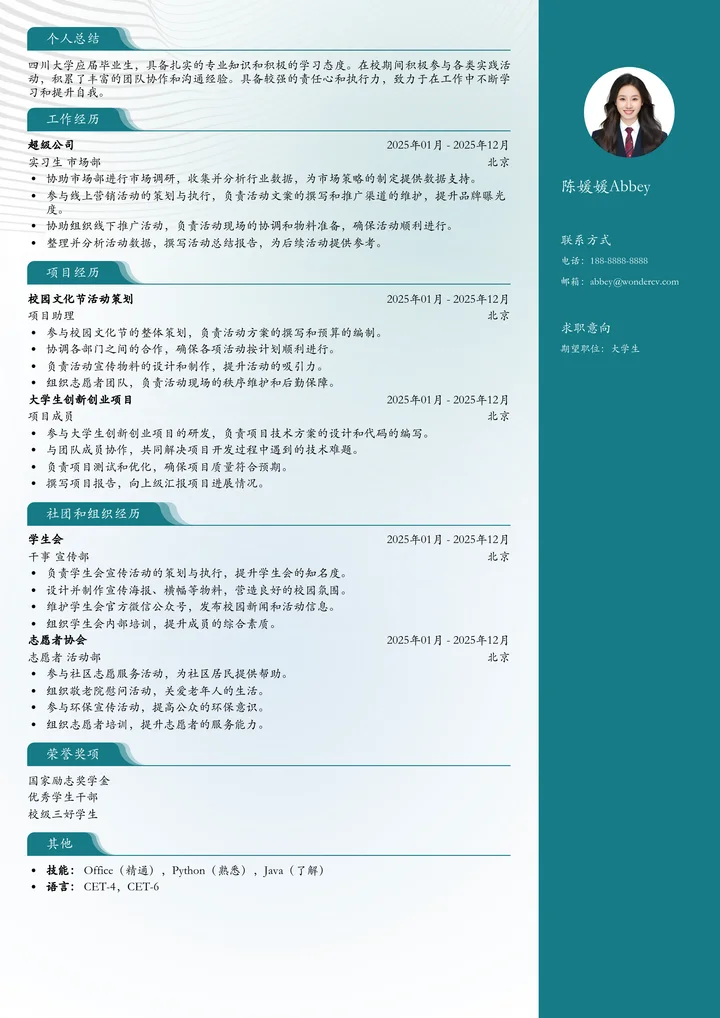 个人总结
四川大学应届毕业生，具备扎实的专业知识和积极的学习态度。在校期间积极参与各类实践活
动，积累了丰富的团队协作和沟通经验。具备较强的责任心和执行力，致力于在工作中不断学
习和提升自我。
工作经历
超级公司 2025年01月 - 2025年12月
实习生 市场部 北京
• 协助市场部进行市场调研，收集并分析行业数据，为市场策略的制定提供数据支持。
• 参与线上营销活动的策划与执行，负责活动文案的撰写和推广渠道的维护，提升品牌曝光
度。
• 协助组织线下推广活动，负责活动现场的协调和物料准备，确保活动顺利进行。
• 整理并分析活动数据，撰写活动总结报告，为后续活动提供参考。
项目经历
校园文化节活动策划 2025年01月 - 2025年12月
项目助理 北京
• 参与校园文化节的整体策划，负责活动方案的撰写和预算的编制。
• 协调各部门之间的合作，确保各项活动按计划顺利进行。
• 负责活动宣传物料的设计和制作，提升活动的吸引力。
• 组织志愿者团队，负责活动现场的秩序维护和后勤保障。
大学生创新创业项目 2025年01月 - 2025年12月
项目成员 北京
• 参与大学生创新创业项目的研发，负责项目技术方案的设计和代码的编写。
• 与团队成员协作，共同解决项目开发过程中遇到的技术难题。
• 负责项目测试和优化，确保项目质量符合预期。
• 撰写项目报告，向上级汇报项目进展情况。
社团和组织经历
学生会 2025年01月 - 2025年12月
干事 宣传部 北京
• 负责学生会宣传活动的策划与执行，提升学生会的知名度。
• 设计并制作宣传海报、横幅等物料，营造良好的校园氛围。
• 维护学生会官方微信公众号，发布校园新闻和活动信息。
• 组织学生会内部培训，提升成员的综合素质。
志愿者协会 2025年01月 - 2025年12月
志愿者 活动部 北京
• 参与社区志愿服务活动，为社区居民提供帮助。
• 组织敬老院慰问活动，关爱老年人的生活。
• 参与环保宣传活动，提高公众的环保意识。
• 组织志愿者培训，提升志愿者的服务能力。
荣誉奖项
国家励志奖学金
优秀学生干部
校级三好学生
其他
• 技能： Office（精通）, Python（熟悉）, Java（了解）
• 语言： CET-4，CET-6
陈媛媛Abbey
联系方式
电话：188-8888-8888
邮箱：abbey@wondercv.com
求职意向
期望职位：大学生